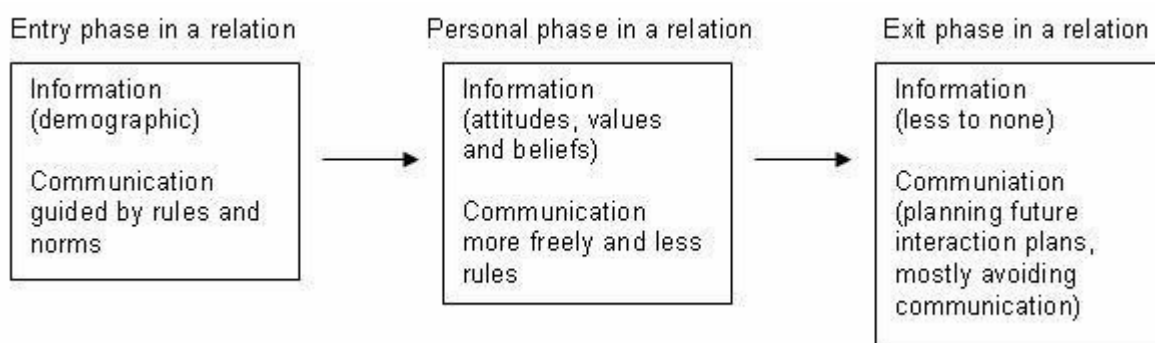 Entry phase in a relation
Information
(demographic)
Communication
guided by rules and
norms
Personal phase in a relation
Information
(attitudes, values
and beliefs)
Communication
more freely and less
rules
Exit phase in a relation
Information
(less to none)
Communiation
(planning future
interaction plans,
mostly avoiding
communication)